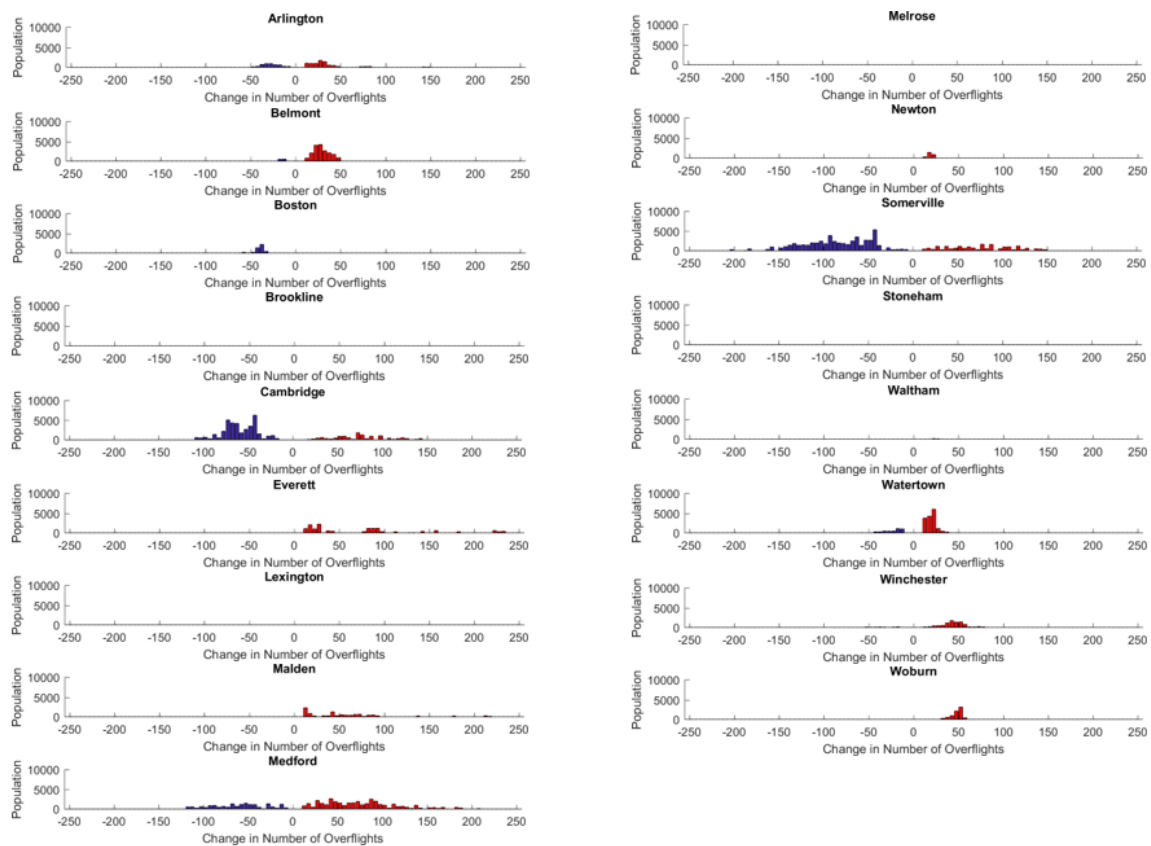 Arlington
10000
5000
0
Population
-250 -200 -150 -100 -50 0 50 100 150 200 250
Change in Number of Overflights
Belmont
10000
5000
0
Population
-250 -200 -150 -100 -50 0 50 100 150 200 250
Change in Number of Overflights
Boston
10000
5000
0
Population
-250 -200 -150 -100 -50 0 50 100 150 200 250
Change in Number of Overflights
Brookline
10000
5000
0
Population
-250 -200 -150 -100 -50 0 50 100 150 200 250
Change in Number of Overflights
Cambridge
10000
5000
0
Population
-250 -200 -150 -100 -50 0 50 100 150 200 250
Change in Number of Overflights
Everett
10000
5000
0
Population
-250 -200 -150 -100 -50 0 50 100 150 200 250
Change in Number of Overflights
Lexington
10000
5000
0
Population
-250 -200 -150 -100 -50 0 50 100 150 200 250
Change in Number of Overflights
Malden
10000
5000
0
Population
-250 -200 -150 -100 -50 0 50 100 150 200 250
Change in Number of Overflights
Medford
10000
5000
0
Population
-250 -200 -150 -100 -50 0 50 100 150 200 250
Change in Number of Overflights
Melrose
10000
5000
0
Population
-250 -200 -150 -100 -50 0 50 100 150 200 250
Change in Number of Overflights
Newton
10000
5000
0
Population
-250 -200 -150 -100 -50 0 50 100 150 200 250
Change in Number of Overflights
Somerville
10000
5000
0
Population
-250 -200 -150 -100 -50 0 50 100 150 200 250
Change in Number of Overflights
Stoneham
10000
5000
0
Population
-250 -200 -150 -100 -50 0 50 100 150 200 250
Change in Number of Overflights
Waltham
10000
5000
0
Population
-250 -200 -150 -100 -50 0 50 100 150 200 250
Change in Number of Overflights
Watertown
10000
5000
0
Population
-250 -200 -150 -100 -50 0 50 100 150 200 250
Change in Number of Overflights
Winchester
10000
5000
0
Population
-250 -200 -150 -100 -50 0 50 100 150 200 250
Change in Number of Overflights
Woburn
10000
5000
0
Population
-250 -200 -150 -100 -50 0 50 100 150 200 250
Change in Number of Overflights